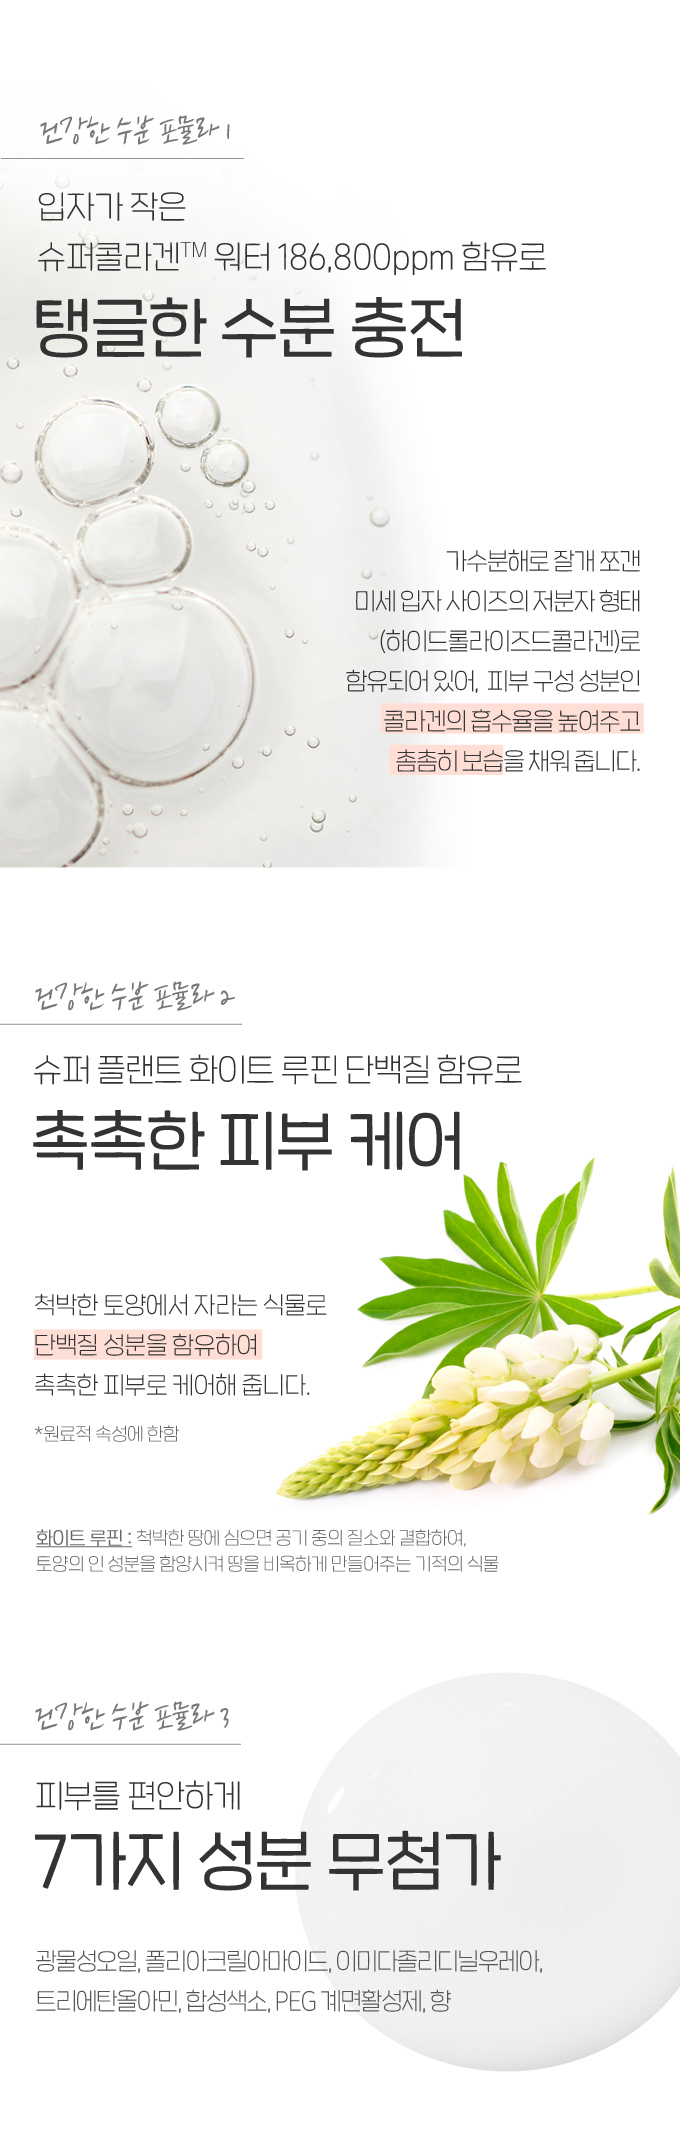 건강한 수분 포뮬라 1
입자가 작은
슈퍼콜라겐TM 워터 186,800ppm 함유로
탱글한 수분 충전
가수분해로 잘개 쪼갠
미세 입자 사이즈의 저분자 형태
(하이드롤라이즈드콜라겐)로
함유되어 있어, 피부 구성 성분인
콜라겐의 흡수율을 높여주고
촘촘히 보습을 채워 줍니다.
건강한 수분 포뮬라 2
슈퍼 플랜트 화이트 루핀 단백질 함유로
촉촉한 피부 케어
척박한 토양에서 자라는 식물로
단백질 성분을 함유하여
촉촉한 피부로 케어해 줍니다.
*원료적 속성에 한함
화이트 루핀 : 척박한 땅에 심으면 공기 중의 질소와 결합하여,
토양의 인 성분을 함양시켜 땅을 비옥하게 만들어주는 기적의 식물
건강한 수분 포뮬라 3
피부를 편안하게
7가지 성분 무첨가
광물성오일, 폴리아크릴아마이드, 이미다졸리디닐우레아,
트리에탄올아민, 합성색소, PEG 계면활성제, 향